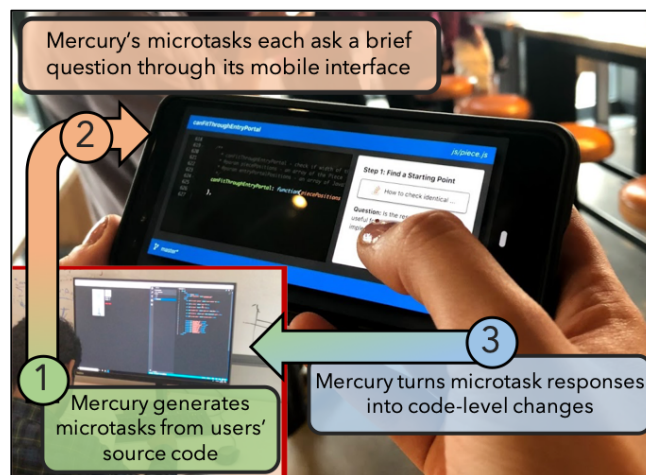 Mercury's microtasks each ask a brief
question through its mobile interface
2
canFitThroughEntryPortal
js/piece.js
Step 1: Find a Starting Point
How to check identical ...
canFitThroughEntryPortal: function(piecePositions
},
Question: Is the
useful
master*
1
Mercury generates
microtasks from users'
source code
3
Mercury turns microtask responses
into code-level changes